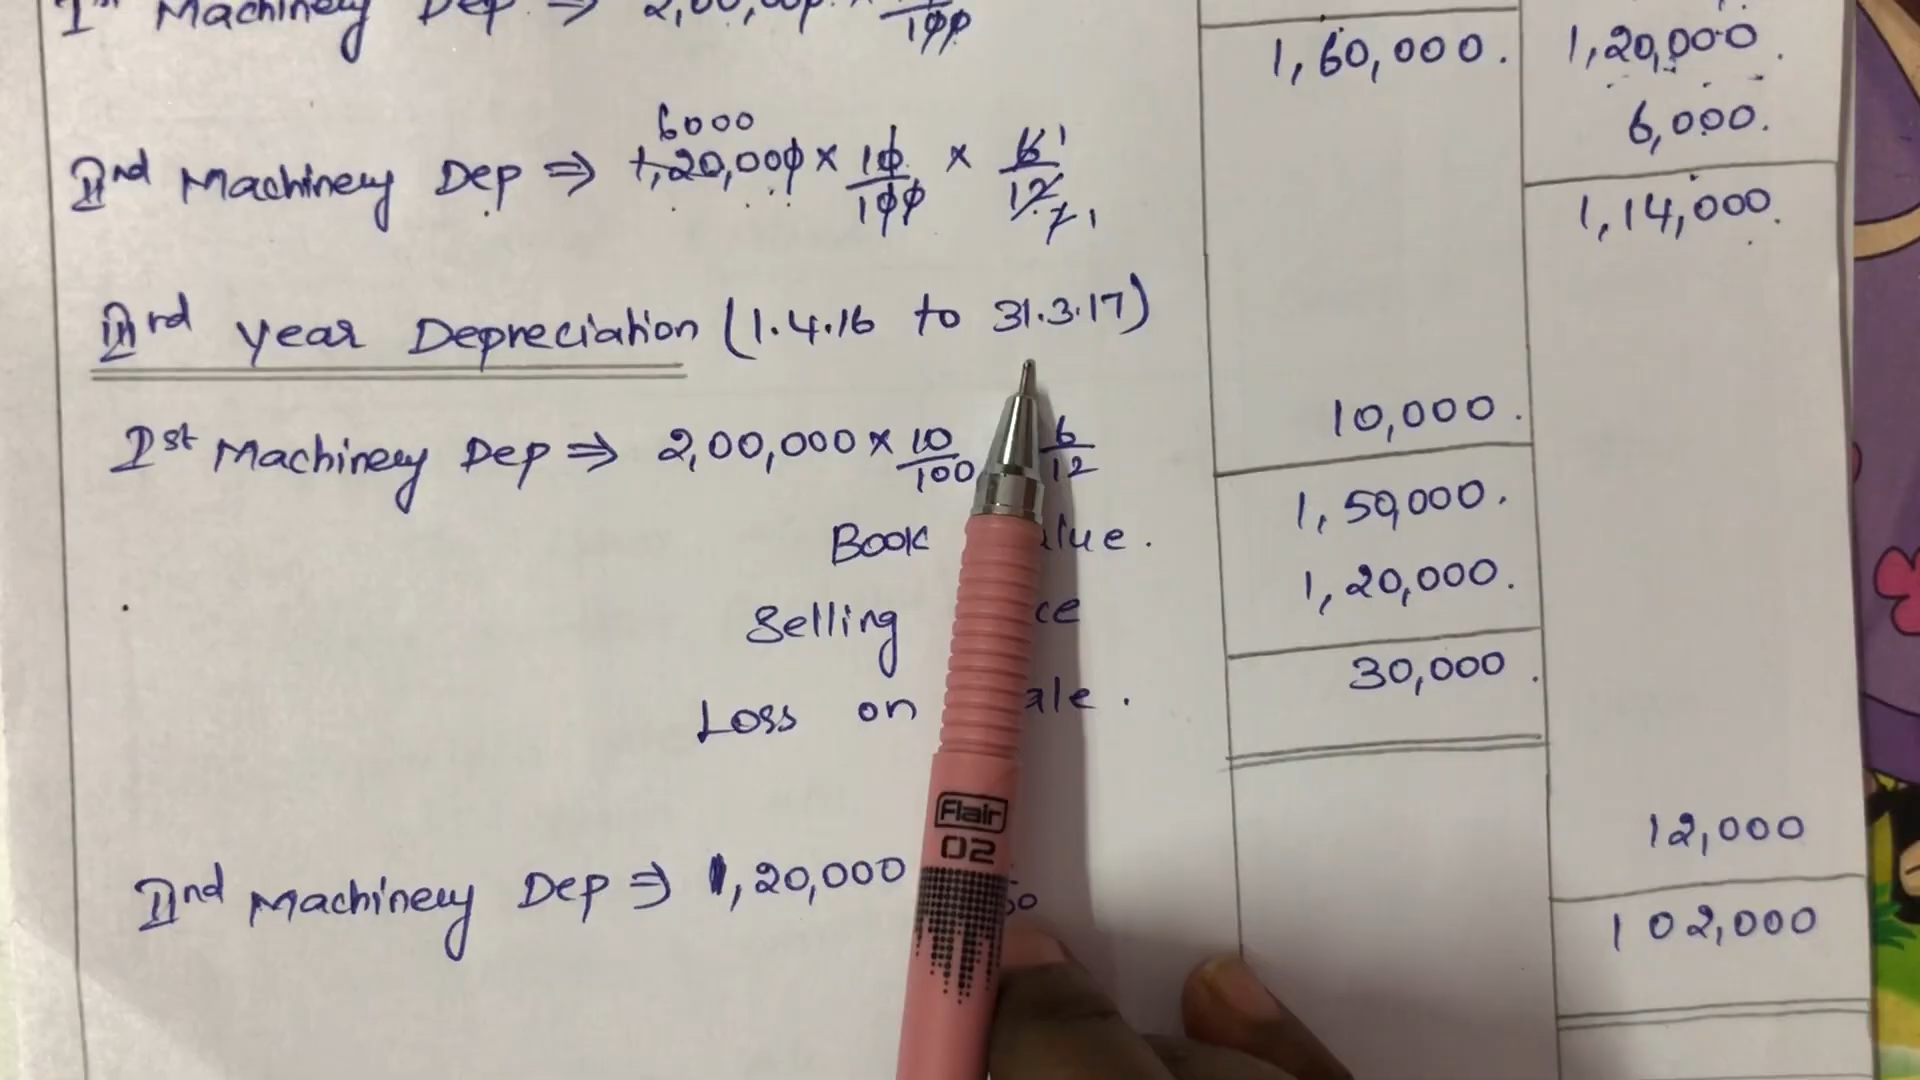 Ist Machinery Dep ⇒ 2,00,000 ×
100
1,60,000. 1,20,000.
6000 6,000.
IInd Machinery Dep ⇒ 1,20,000 × 10/100 × 6/12 1
1,14,000.
IIIrd Year Depreciation (1.4.16 to 31.3.17)
Ist Machinery Dep ⇒ 2,00,000 × 10/100 6/12 10,000.
Book 1,50,000.
Selling 1,20,000.
Loss on 30,000.
Flair
02
12,000
IInd Machinery Dep ⇒ 1,20,000
102,000